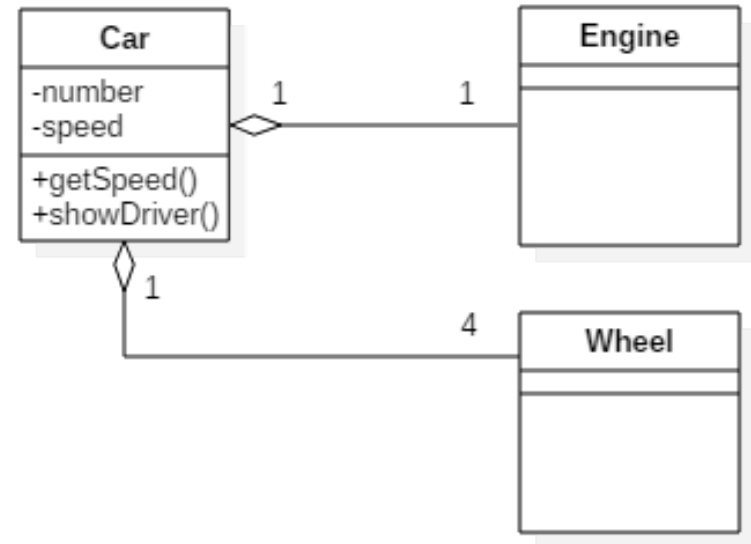 Car
-number
-speed
+getSpeed()
+showDriver()
1
1
Engine
1
4
Wheel